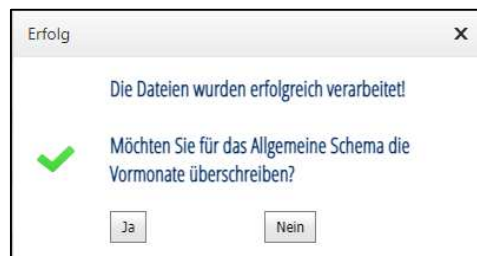 Erfolg X
Die Dateien wurden erfolgreich verarbeitet!
Möchten Sie für das Allgemeine Schema die
Vormonate überschreiben?
Ja Nein